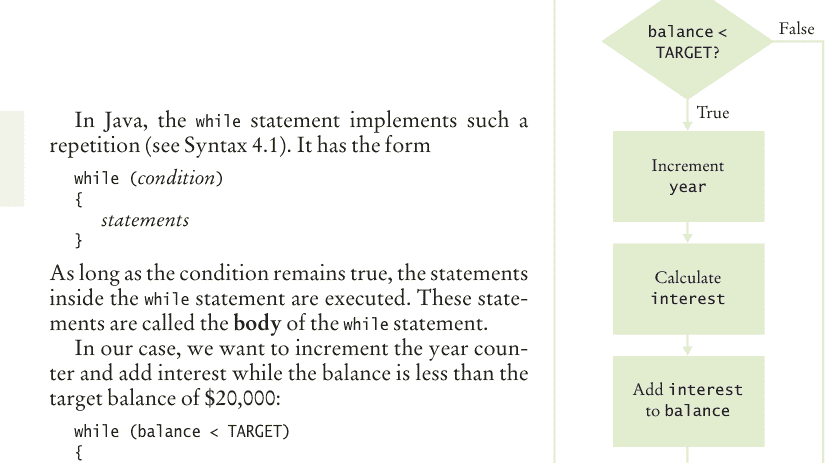 In Java, the while statement implements such a
repetition (see Syntax 4.1). It has the form
while (condition)
{
statements
}
As long as the condition remains true, the statements
inside the while statement are executed. These state-
ments are called the body of the while statement.
In our case, we want to increment the year coun-
ter and add interest while the balance is less than the
target balance of $20,000:
while (balance < TARGET)
{
balance <
TARGET?
False
True
Increment
year
Calculate
interest
Add interest
to balance